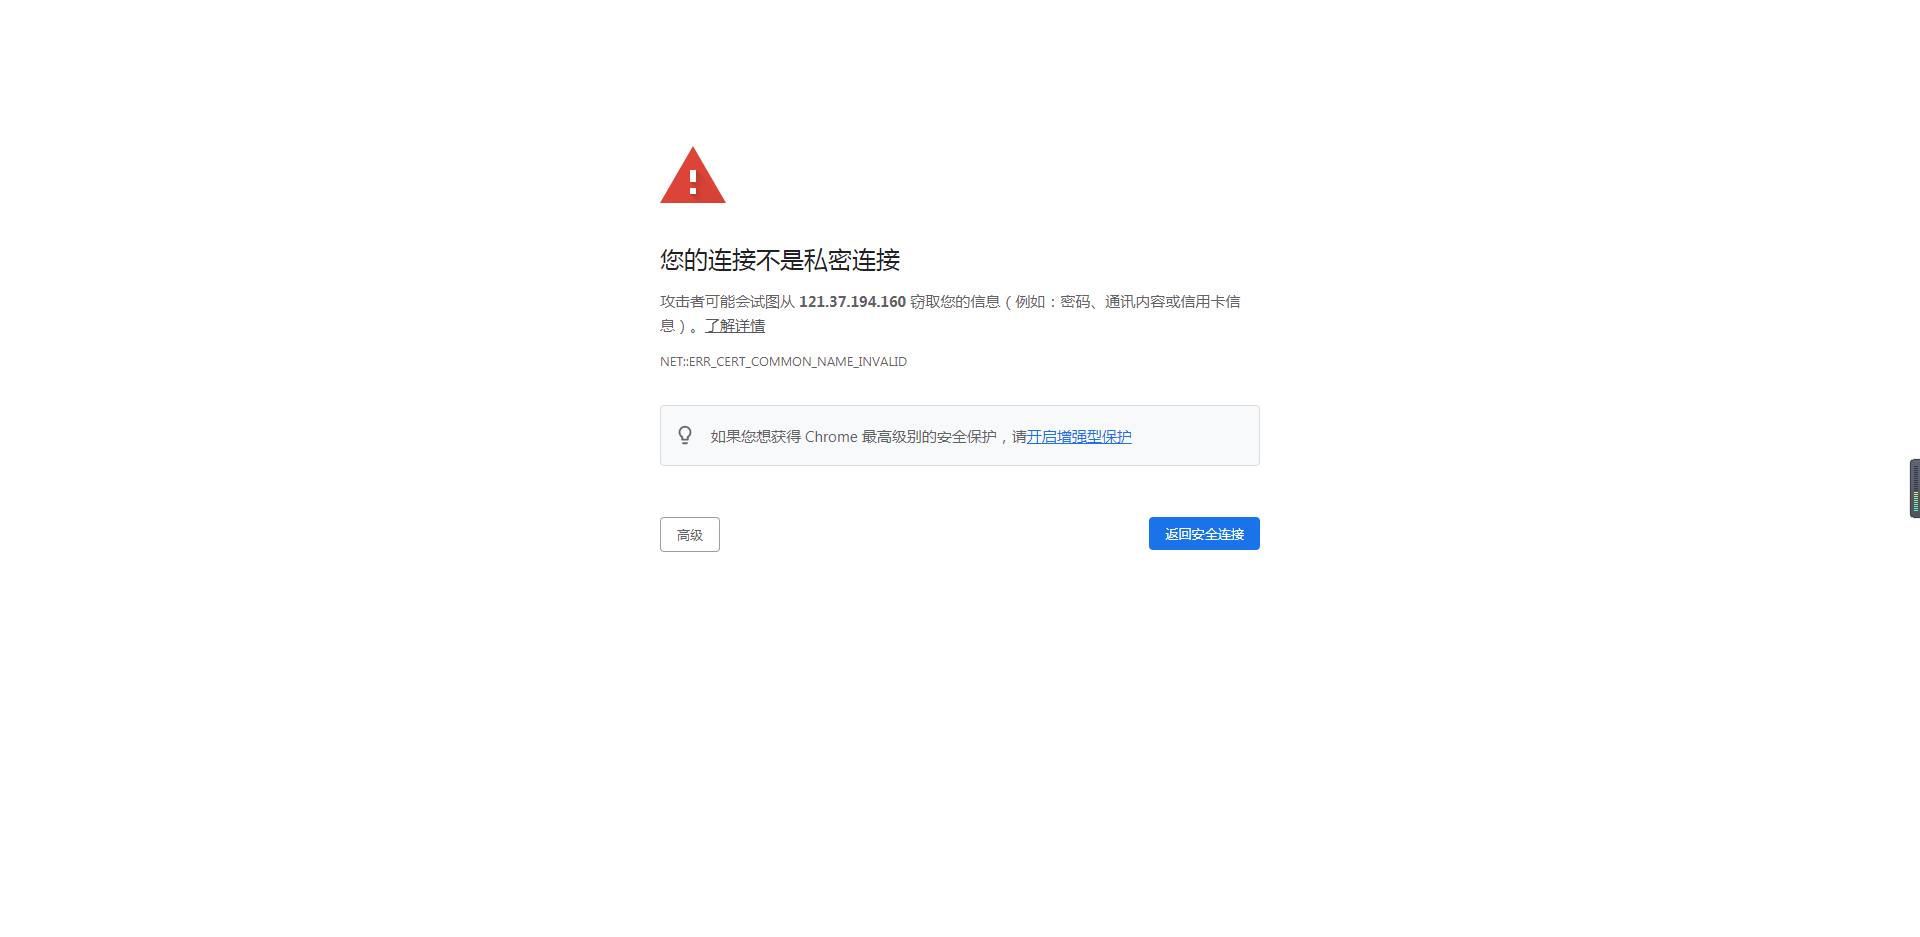 您的连接不是私密连接
攻击者可能会试图从 121.37.194.160 窃取您的信息（例如：密码、通讯内容或信用卡信
息）。了解详情
NET::ERR_CERT_COMMON_NAME_INVALID
如果您想获得 Chrome 最高级别的安全保护，请开启增强型保护
高级
返回安全连接